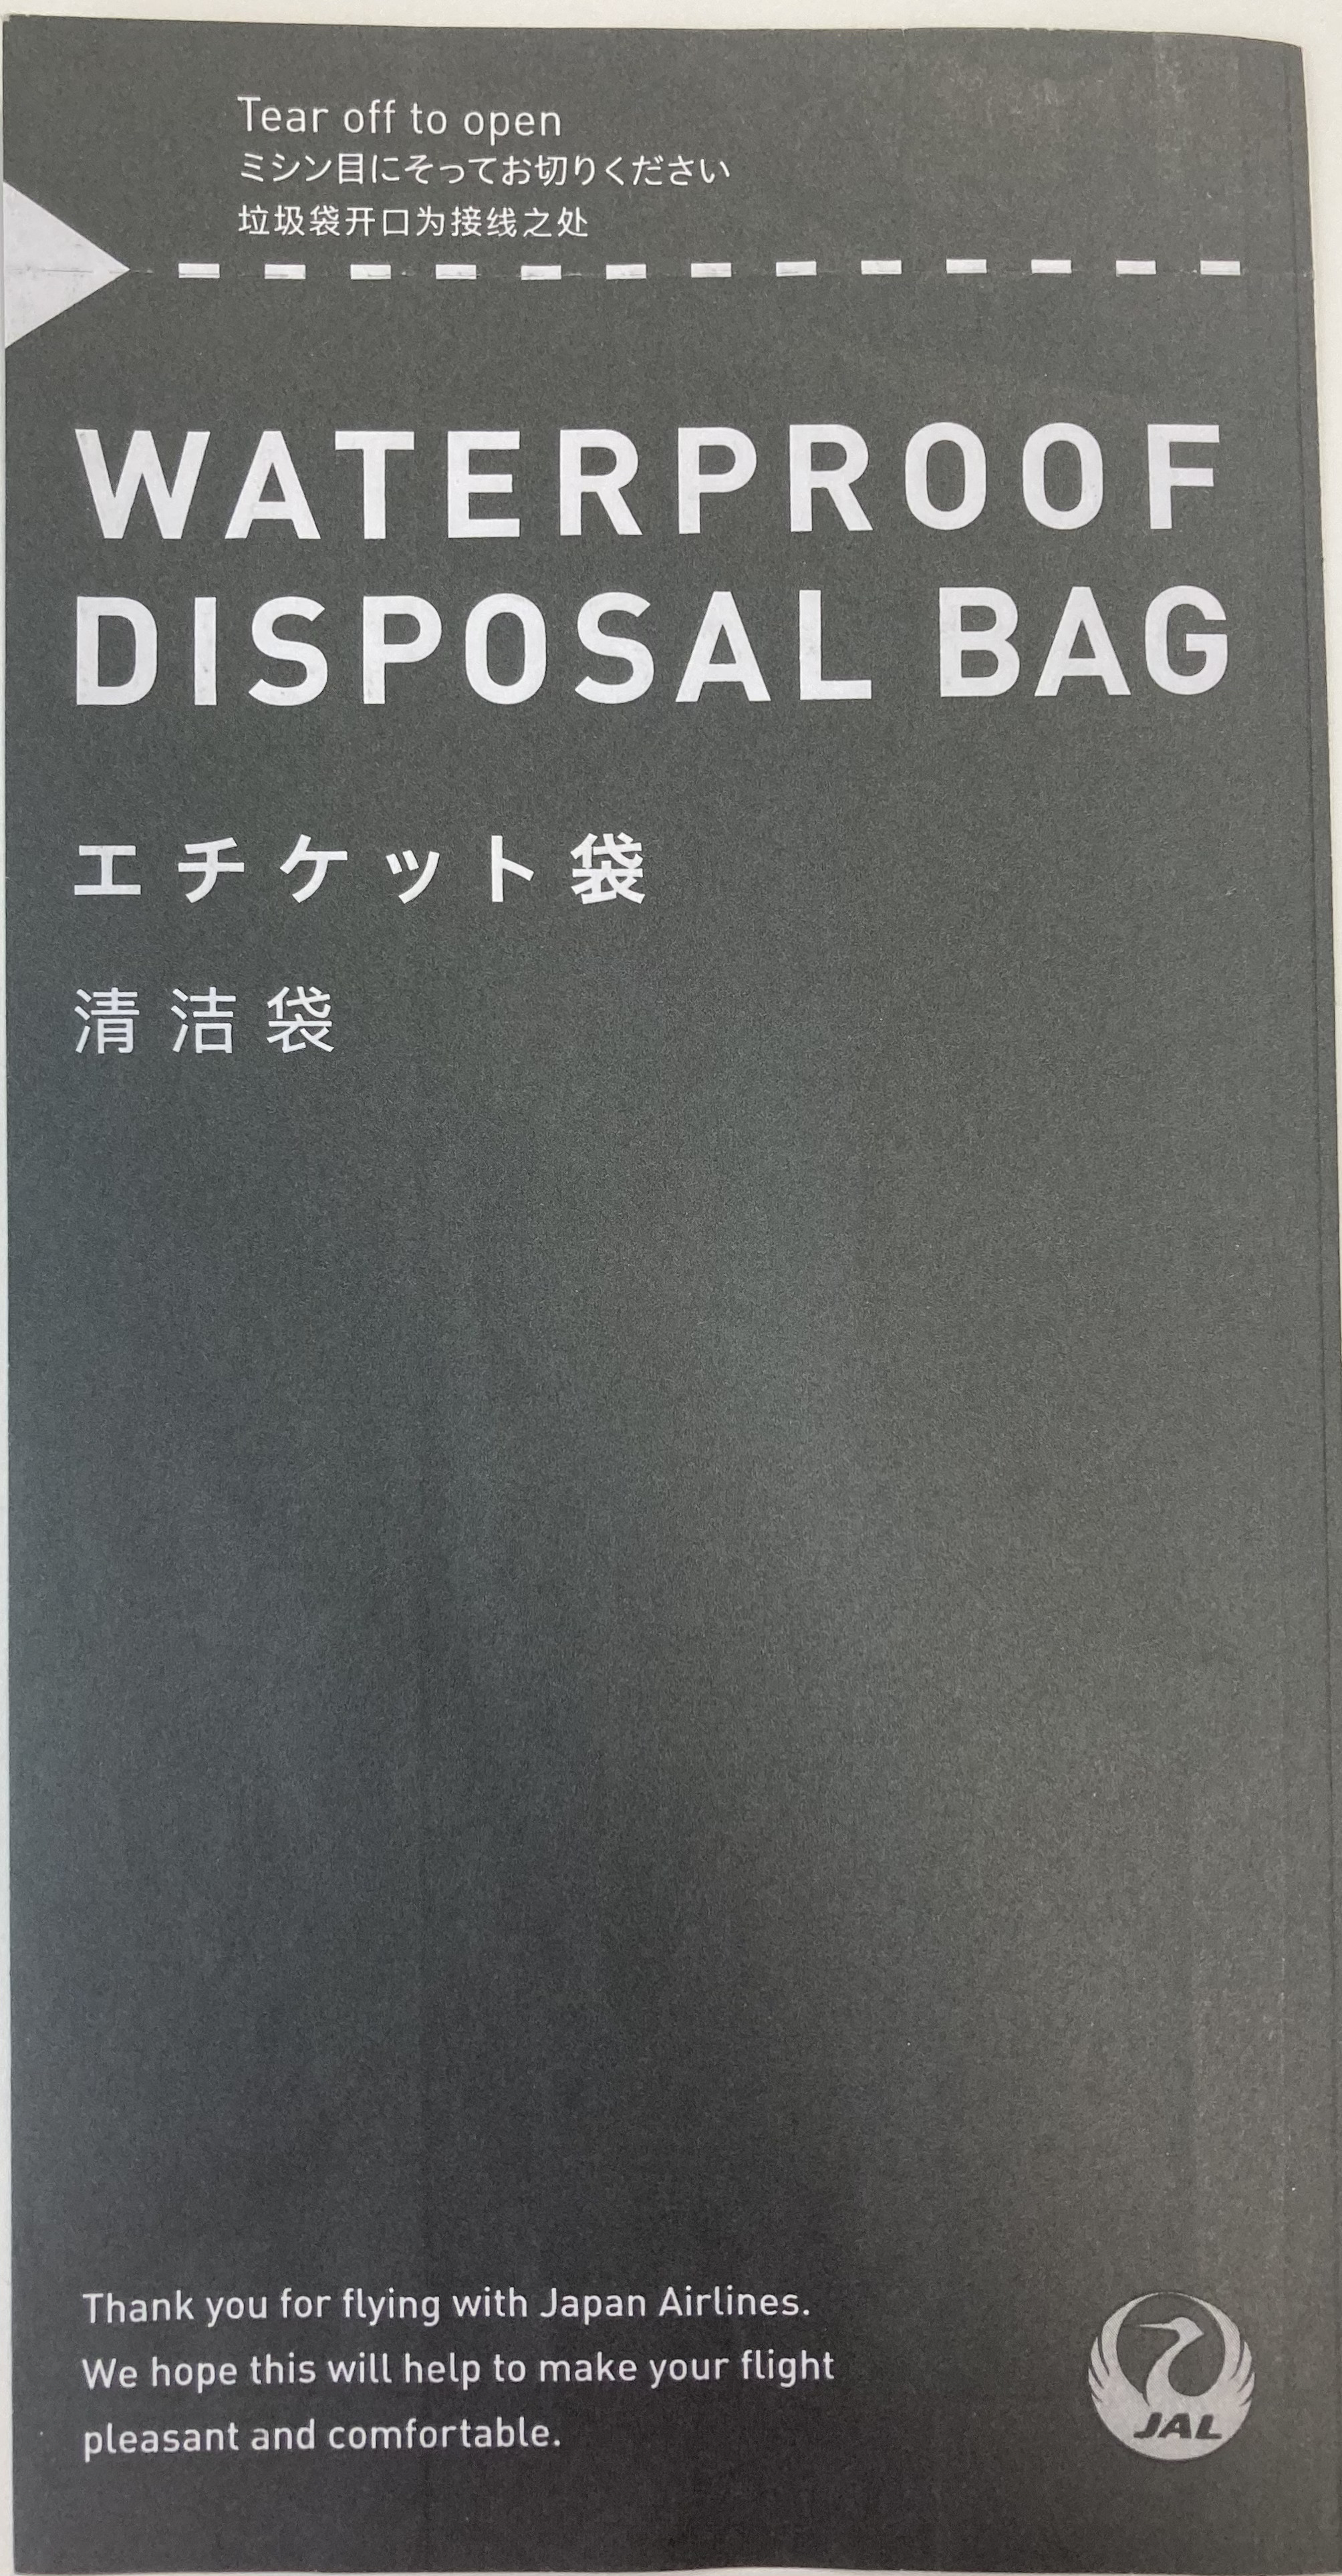 Tear off to open
ミシン目にそってお切りください
垃圾袋开口为接线之处
WATERPROOF
DISPOSAL BAG
エチケット袋
清洁袋
Thank you for flying with Japan Airlines.
We hope this will help to make your flight
pleasant and comfortable.
JAL